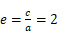 e = c/a = 2